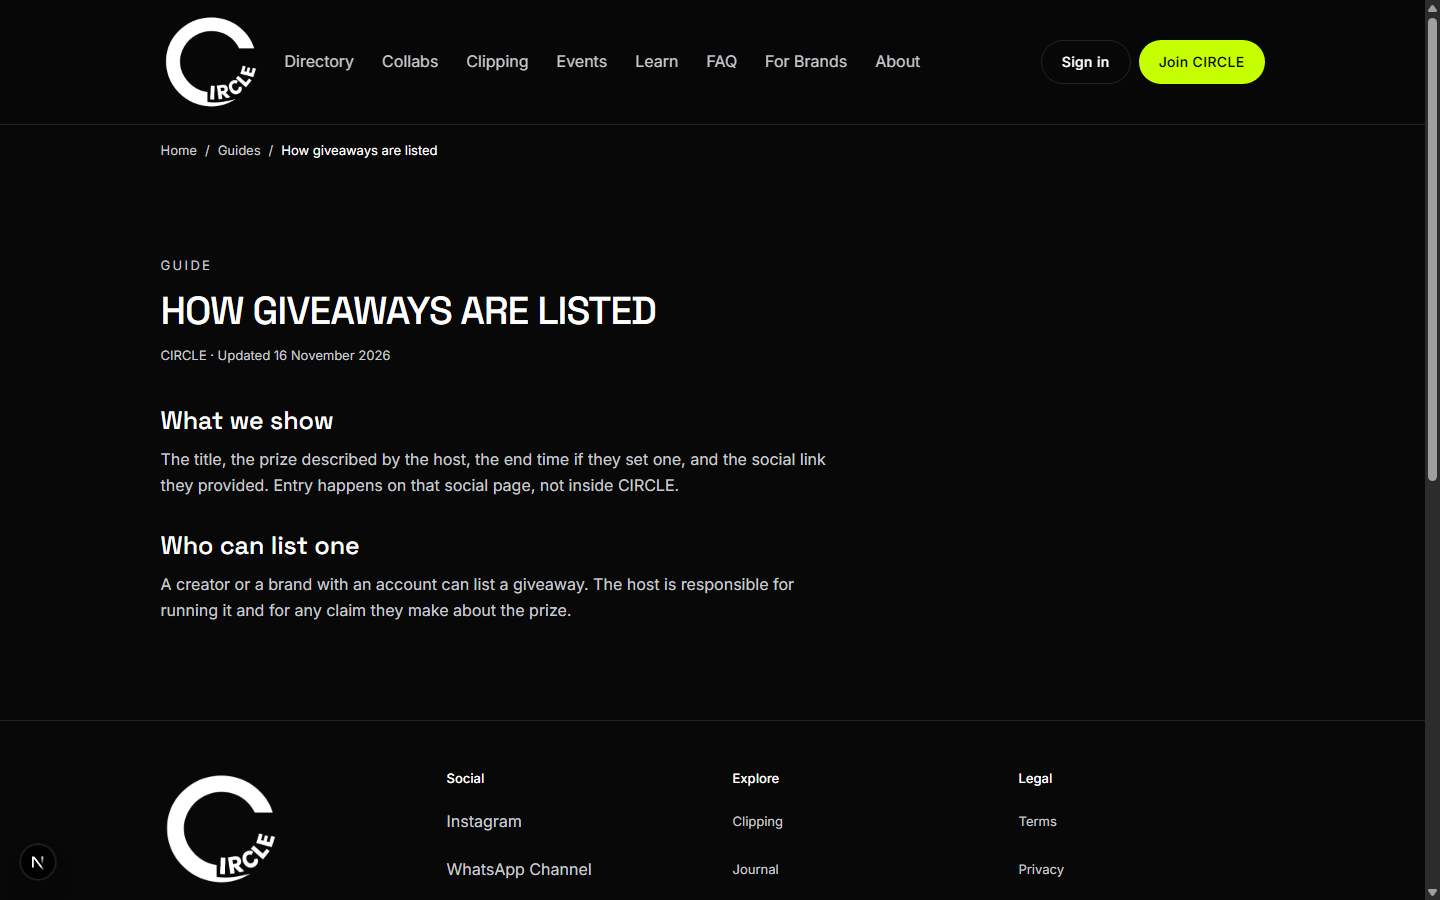 CIRCLE
Directory
Collabs
Clipping
Events
Learn
FAQ
For Brands
About
Sign in
Join CIRCLE
Home / Guides / How giveaways are listed
GUIDE
HOW GIVEAWAYS ARE LISTED
CIRCLE · Updated 16 November 2026
What we show
The title, the prize described by the host, the end time if they set one, and the social link
they provided. Entry happens on that social page, not inside CIRCLE.
Who can list one
A creator or a brand with an account can list a giveaway. The host is responsible for
running it and for any claim they make about the prize.
CIRCLE
Social
Instagram
WhatsApp Channel
Explore
Clipping
Journal
Legal
Terms
Privacy
N